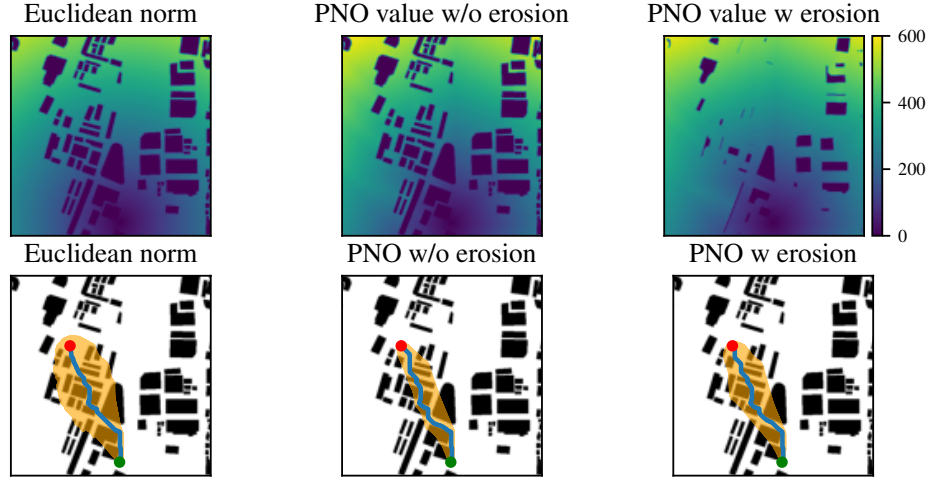 Euclidean norm
PNO value w/o erosion
PNO value w erosion
600
400
200
0
Euclidean norm
PNO w/o erosion
PNO w erosion